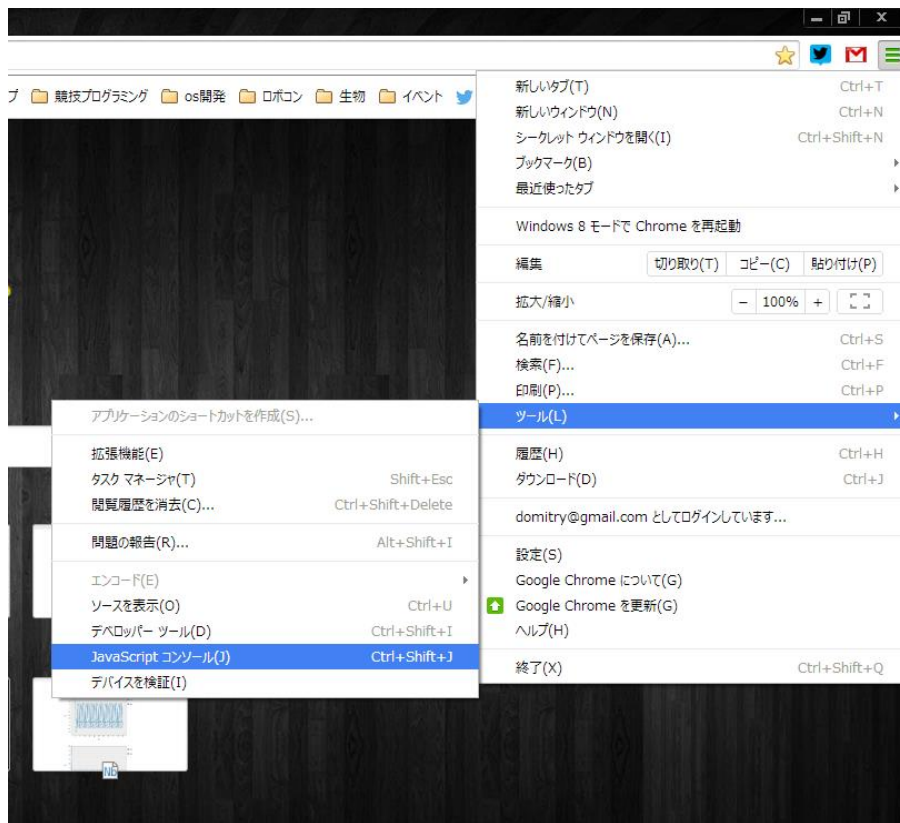 プ 競技プログラミング os開発 ロボコン 生物 イベント
新しいタブ(T) Ctrl+T
新しいウィンドウ(N) Ctrl+N
シークレット ウィンドウを開く(I) Ctrl+Shift+N
ブックマーク(B)
最近使ったタブ
Windows 8 モードで Chrome を再起動
編集 切り取り(T) コピー(C) 貼り付け(P)
拡大/縮小 − 100% +
名前を付けてページを保存(A)... Ctrl+S
検索(F)... Ctrl+F
印刷(P)... Ctrl+P
ツール(L)
履歴(H) Ctrl+H
ダウンロード(D) Ctrl+J
domitry@gmail.com としてログインしています...
設定(S)
Google Chrome について(G)
Google Chrome を更新(G)
ヘルプ(H)
終了(X) Ctrl+Shift+Q
アプリケーションのショートカットを作成(S)...
拡張機能(E)
タスク マネージャ(T) Shift+Esc
閲覧履歴を消去(C)... Ctrl+Shift+Delete
問題の報告(R)... Alt+Shift+I
エンコード(E)
ソースを表示(O) Ctrl+U
デベロッパー ツール(D) Ctrl+Shift+I
JavaScript コンソール(J) Ctrl+Shift+J
デバイスを検証(I)
Nb